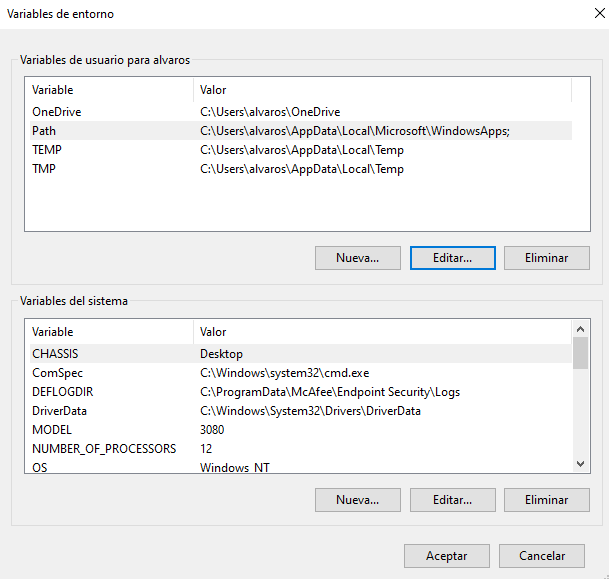 Variables de entorno
Variables de usuario para alvaros
Variable Valor
OneDrive C:\Users\alvaros\OneDrive
Path C:\Users\alvaros\AppData\Local\Microsoft\WindowsApps;
TEMP C:\Users\alvaros\AppData\Local\Temp
TMP C:\Users\alvaros\AppData\Local\Temp
Nueva... Editar... Eliminar
Variables del sistema
Variable Valor
CHASSIS Desktop
ComSpec C:\Windows\system32\cmd.exe
DEFLOGDIR C:\ProgramData\McAfee\Endpoint Security\Logs
DriverData C:\Windows\System32\Drivers\DriverData
MODEL 3080
NUMBER_OF_PROCESSORS 12
OS Windows_NT
Nueva... Editar... Eliminar
Aceptar Cancelar